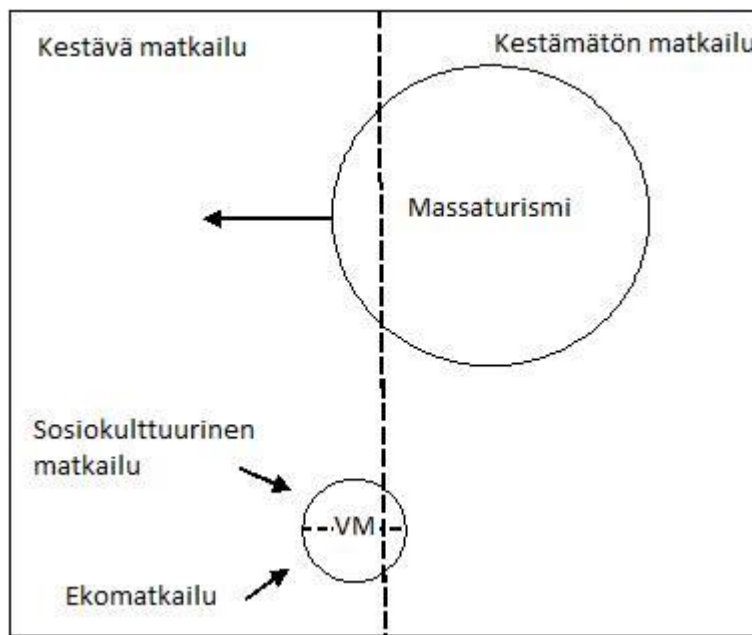 Kestävä matkailu
Kestämätön matkailu
Massaturismi
Sosiokulttuurinen
matkailu
VM
Ekomatkailu